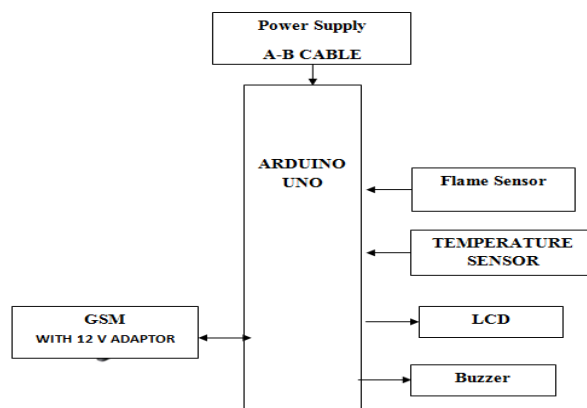 Power Supply
A-B CABLE
ARDUINO
UNO
Flame Sensor
TEMPERATURE
SENSOR
GSM
WITH 12 V ADAPTOR
LCD
Buzzer